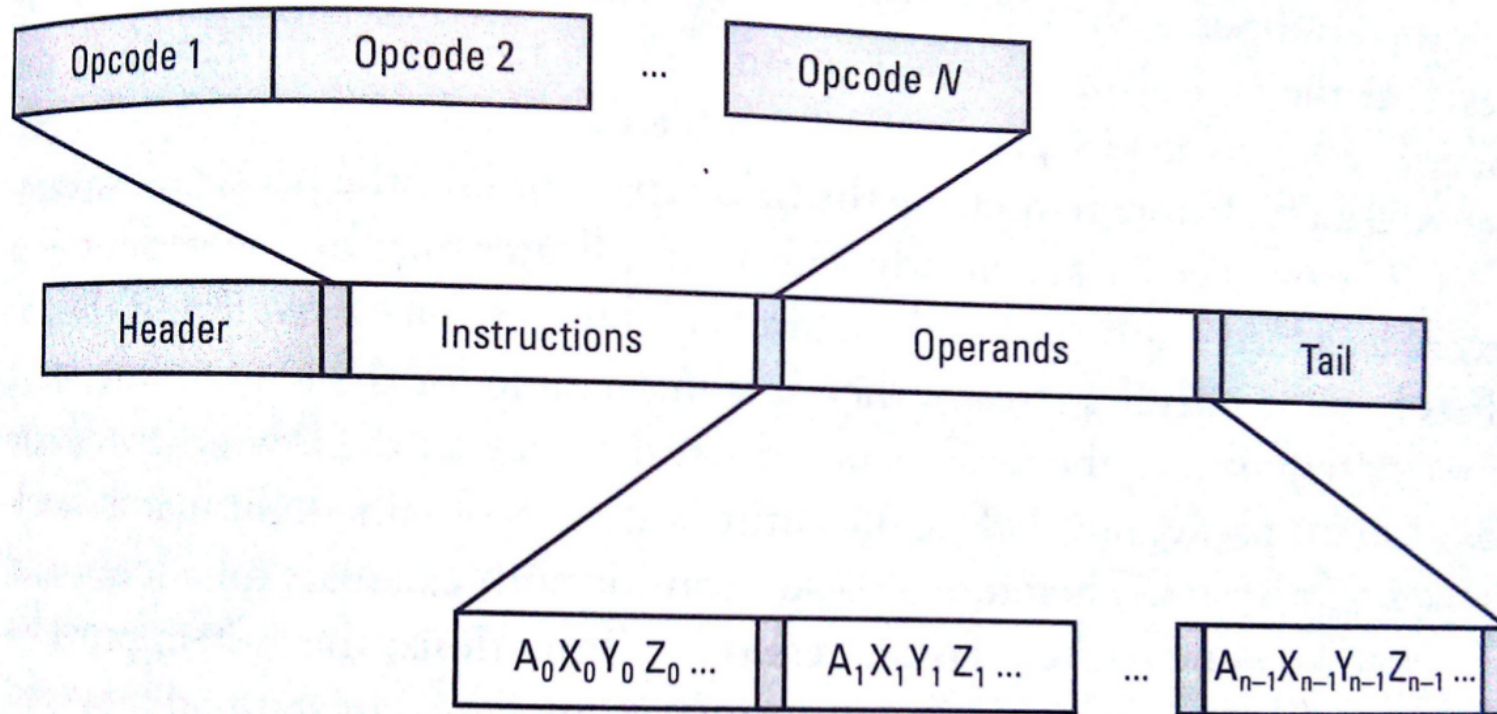 Opcode 1 Opcode 2 ... Opcode N
Header Instructions Operands Tail
A₀X₀Y₀ Z₀ ... A₁X₁Y₁ Z₁ ... ... Aₙ₋₁Xₙ₋₁Yₙ₋₁Zₙ₋₁ ...